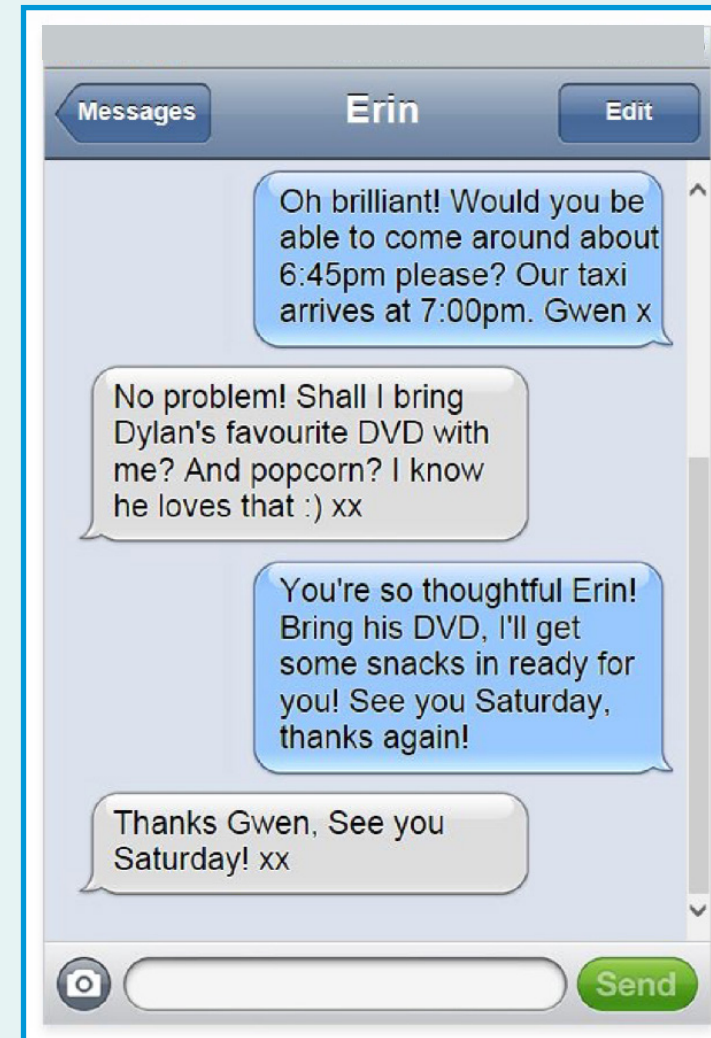 Messages
Erin
Edit
Oh brilliant! Would you be
able to come around about
6:45pm please? Our taxi
arrives at 7:00pm. Gwen x
No problem! Shall I bring
Dylan's favourite DVD with
me? And popcorn? I know
he loves that :) xx
You're so thoughtful Erin!
Bring his DVD, I'll get
some snacks in ready for
you! See you Saturday,
thanks again!
Thanks Gwen, See you
Saturday! xx
Send